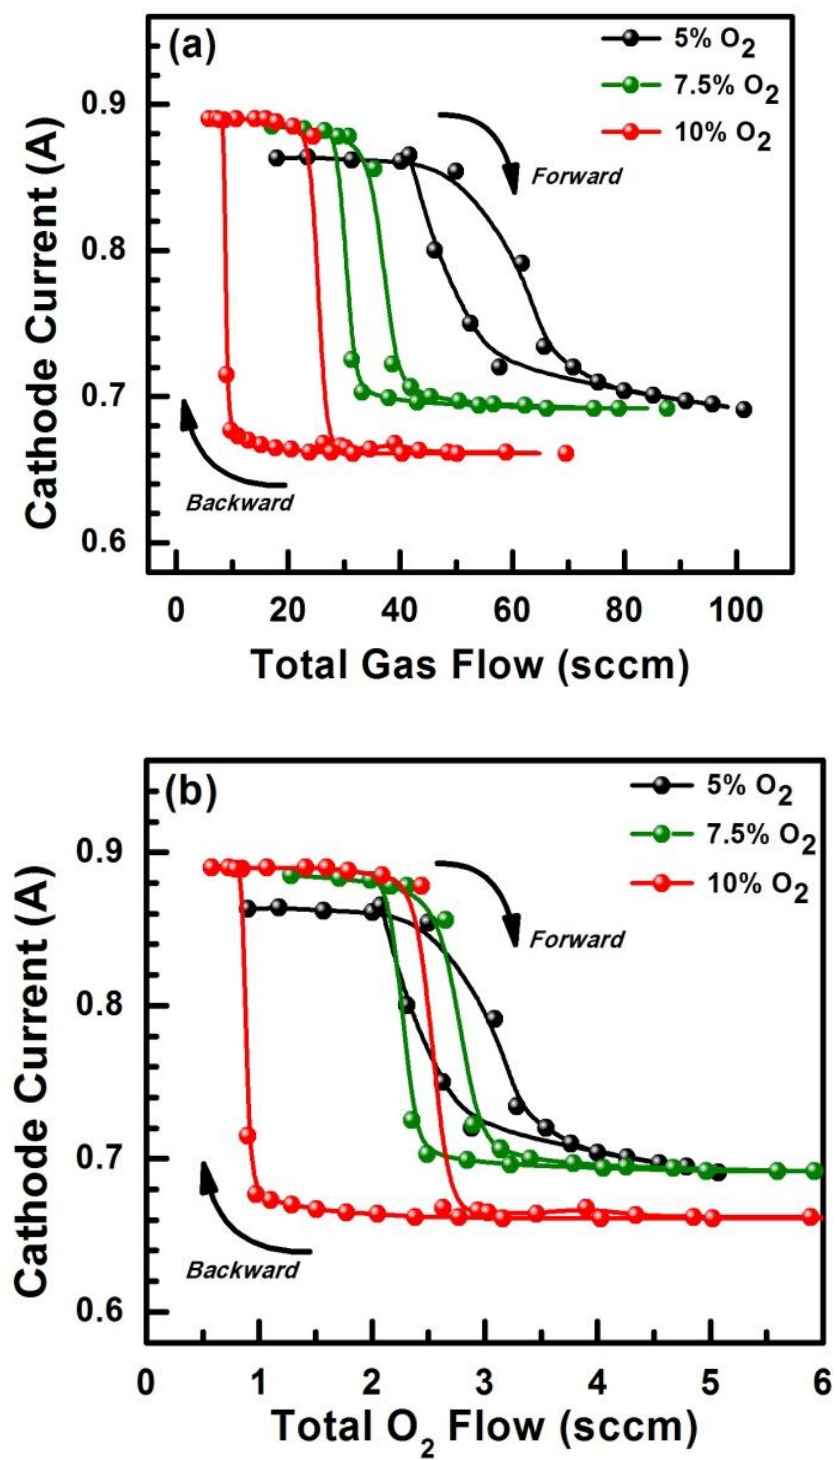 (a)
5% O2
7.5% O2
10% O2
Forward
Backward
0.9
0.8
0.7
0.6
Cathode Current (A)
0 20 40 60 80 100
Total Gas Flow (sccm)
(b)
5% O2
7.5% O2
10% O2
Forward
Backward
0.9
0.8
0.7
0.6
Cathode Current (A)
0 1 2 3 4 5 6
Total O2 Flow (sccm)